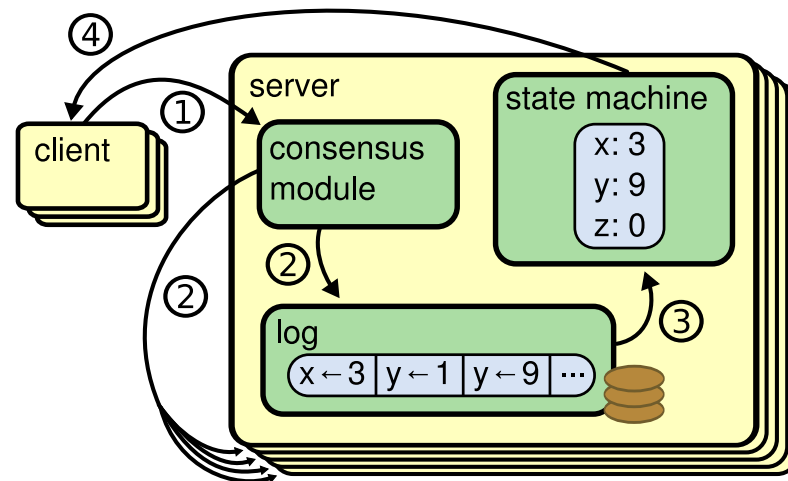 ④
①
server
state machine
client
consensus
module
x: 3
y: 9
z: 0
②
②
③
log
x←3 y←1 y←9 ...